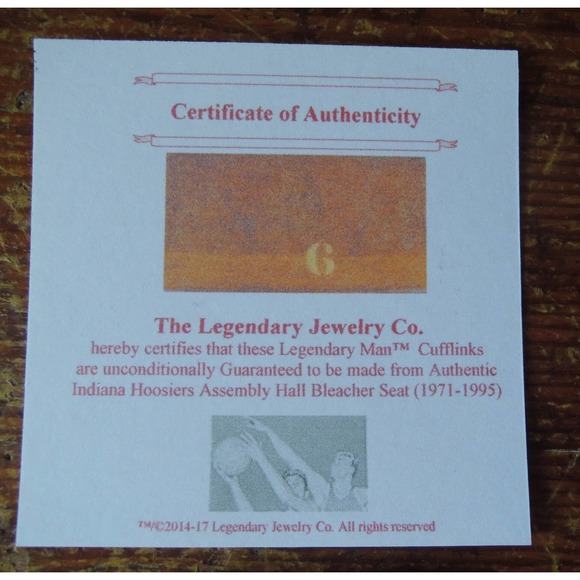 Certificate of Authenticity
6
The Legendary Jewelry Co.
hereby certifies that these Legendary Man™ Cufflinks
are unconditionally Guaranteed to be made from Authentic
Indiana Hoosiers Assembly Hall Bleacher Seat (1971-1995)
™/©2014-17 Legendary Jewelry Co. All rights reserved